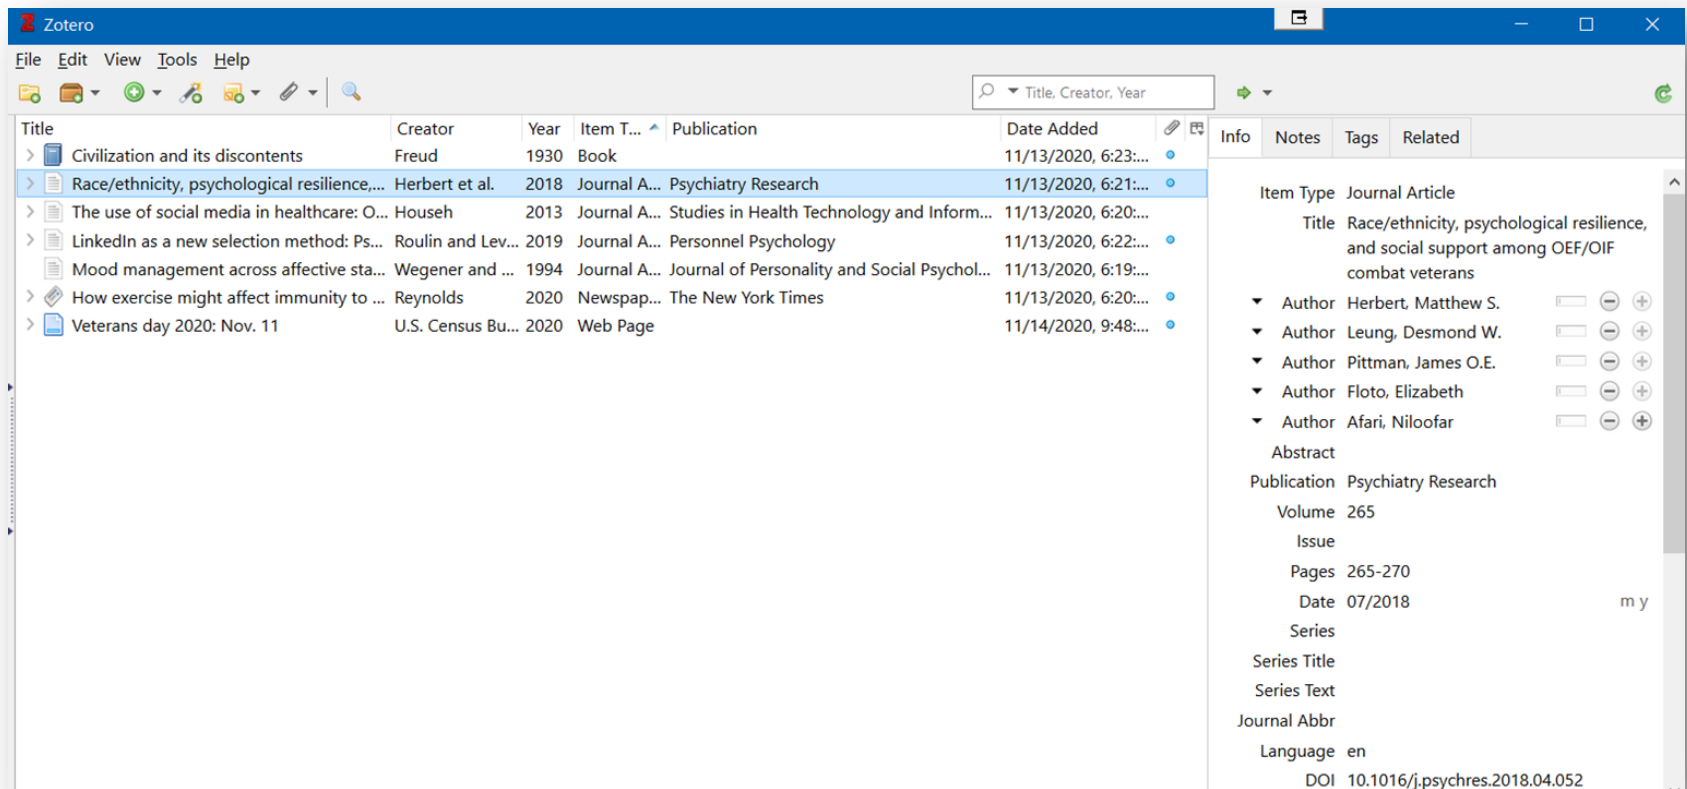 Zotero
File Edit View Tools Help
Title, Creator, Year
Title Creator Year Item T... Publication Date Added
Civilization and its discontents Freud 1930 Book 11/13/2020, 6:23:...
Race/ethnicity, psychological resilience,... Herbert et al. 2018 Journal A... Psychiatry Research 11/13/2020, 6:21:...
The use of social media in healthcare: O... Househ 2013 Journal A... Studies in Health Technology and Inform... 11/13/2020, 6:20:...
LinkedIn as a new selection method: Ps... Roulin and Lev... 2019 Journal A... Personnel Psychology 11/13/2020, 6:22:...
Mood management across affective sta... Wegener and ... 1994 Journal A... Journal of Personality and Social Psychol... 11/13/2020, 6:19:...
How exercise might affect immunity to ... Reynolds 2020 Newspap... The New York Times 11/13/2020, 6:20:...
Veterans day 2020: Nov. 11 U.S. Census Bu... 2020 Web Page 11/14/2020, 9:48:...
Info Notes Tags Related
Item Type Journal Article
Title Race/ethnicity, psychological resilience,
and social support among OEF/OIF
combat veterans
Author Herbert, Matthew S.
Author Leung, Desmond W.
Author Pittman, James O.E.
Author Floto, Elizabeth
Author Afari, Niloofar
Abstract
Publication Psychiatry Research
Volume 265
Issue
Pages 265-270
Date 07/2018 m y
Series
Series Title
Series Text
Journal Abbr
Language en
DOI 10.1016/j.psychres.2018.04.052